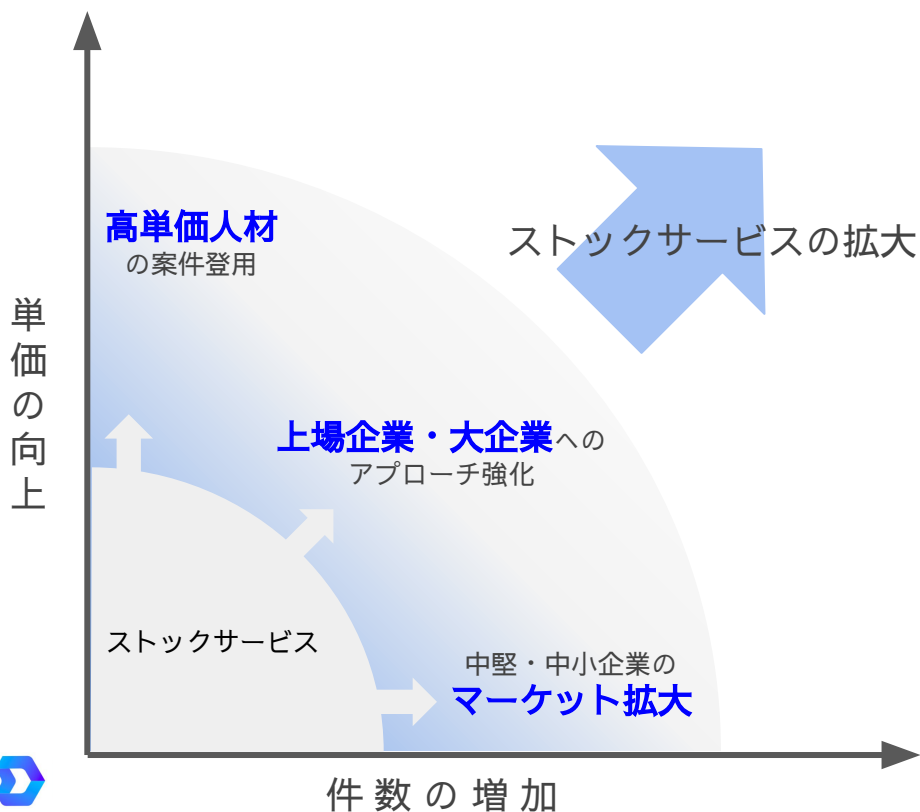 高単価人材
の案件登用
ストックサービスの拡大
単価の向上
上場企業・大企業への
アプローチ強化
ストックサービス
中堅・中小企業の
マーケット拡大
件数の増加